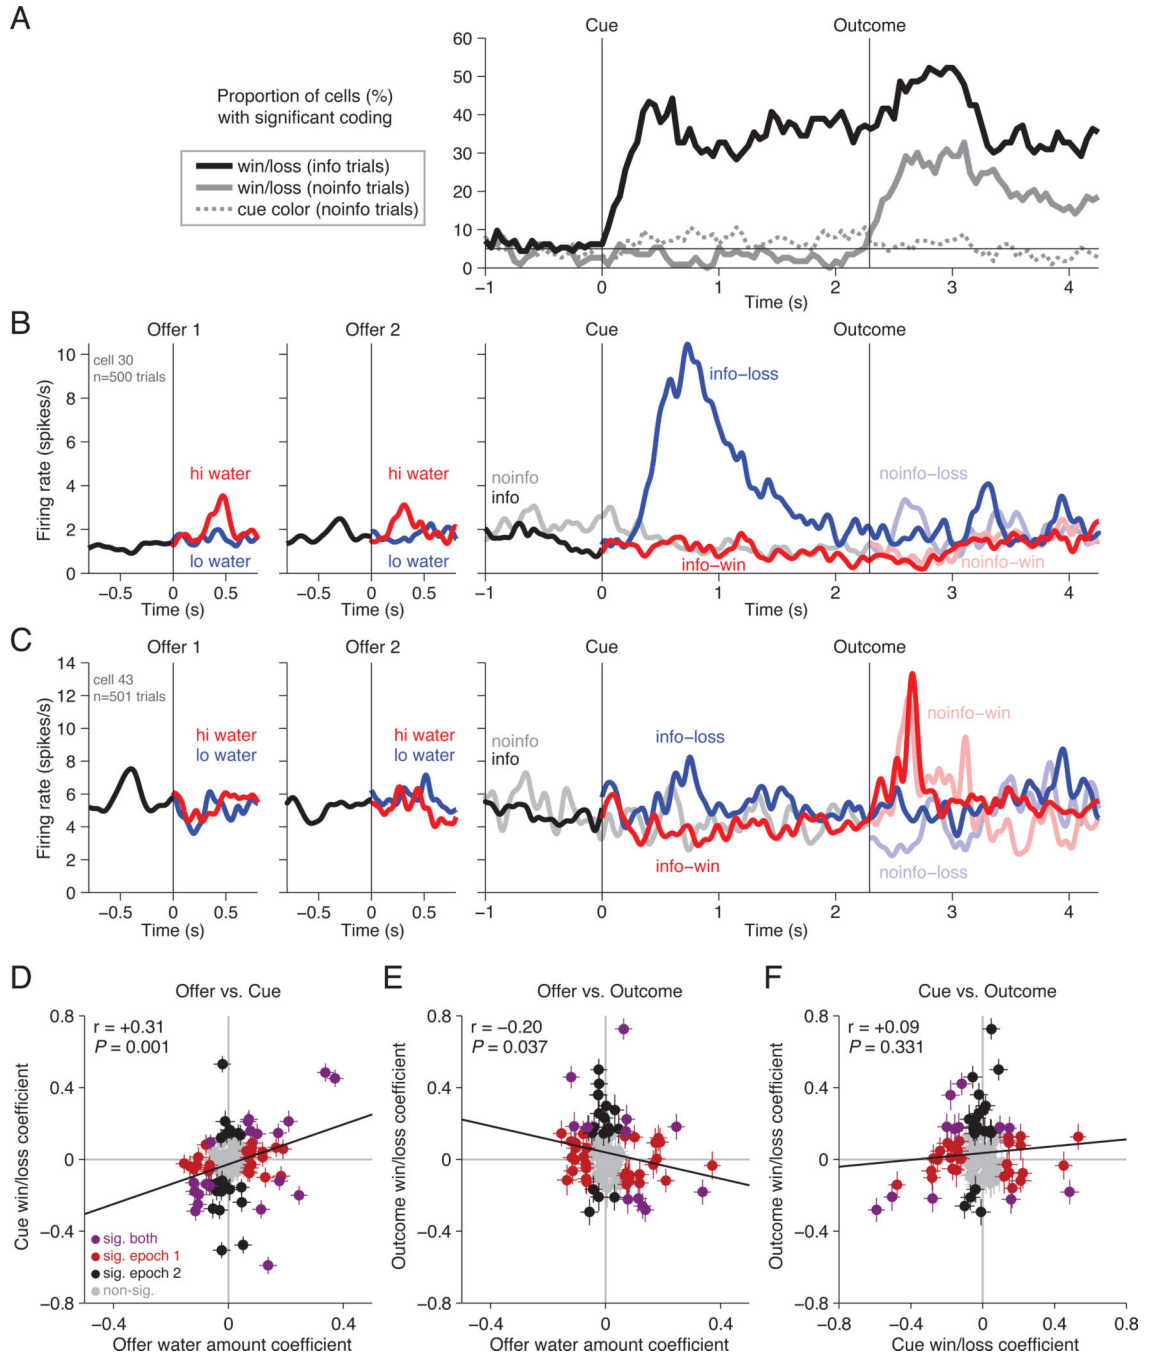 A
Cue
Outcome
Proportion of cells (%)
with significant coding
win/loss (info trials)
win/loss (noinfo trials)
cue color (noinfo trials)
60
50
40
30
20
10
0
−1
0
1
2
3
4
Time (s)
B
Offer 1
Offer 2
Cue
Outcome
Firing rate (spikes/s)
10
8
6
4
2
0
cell 30
n=500 trials
hi water
lo water
hi water
lo water
noinfo
info
info−loss
info−win
noinfo−loss
noinfo−win
−0.5
0
0.5
Time (s)
−0.5
0
0.5
Time (s)
−1
0
1
2
3
4
Time (s)
C
Offer 1
Offer 2
Cue
Outcome
Firing rate (spikes/s)
14
12
10
8
6
4
2
0
cell 43
n=501 trials
hi water
lo water
hi water
lo water
noinfo
info
info−loss
info−win
noinfo−win
noinfo−loss
−0.5
0
0.5
Time (s)
−0.5
0
0.5
Time (s)
−1
0
1
2
3
4
Time (s)
D
Offer vs. Cue
r = +0.31
P = 0.001
Cue win/loss coefficient
0.8
0.4
0
−0.4
−0.8
sig. both
sig. epoch 1
sig. epoch 2
non-sig.
−0.4
0
0.4
Offer water amount coefficient
E
Offer vs. Outcome
r = −0.20
P = 0.037
Outcome win/loss coefficient
0.8
0.4
0
−0.4
−0.8
−0.4
0
0.4
Offer water amount coefficient
F
Cue vs. Outcome
r = +0.09
P = 0.331
Outcome win/loss coefficient
0.8
0.4
0
−0.4
−0.8
−0.8
−0.4
0
0.4
0.8
Cue win/loss coefficient